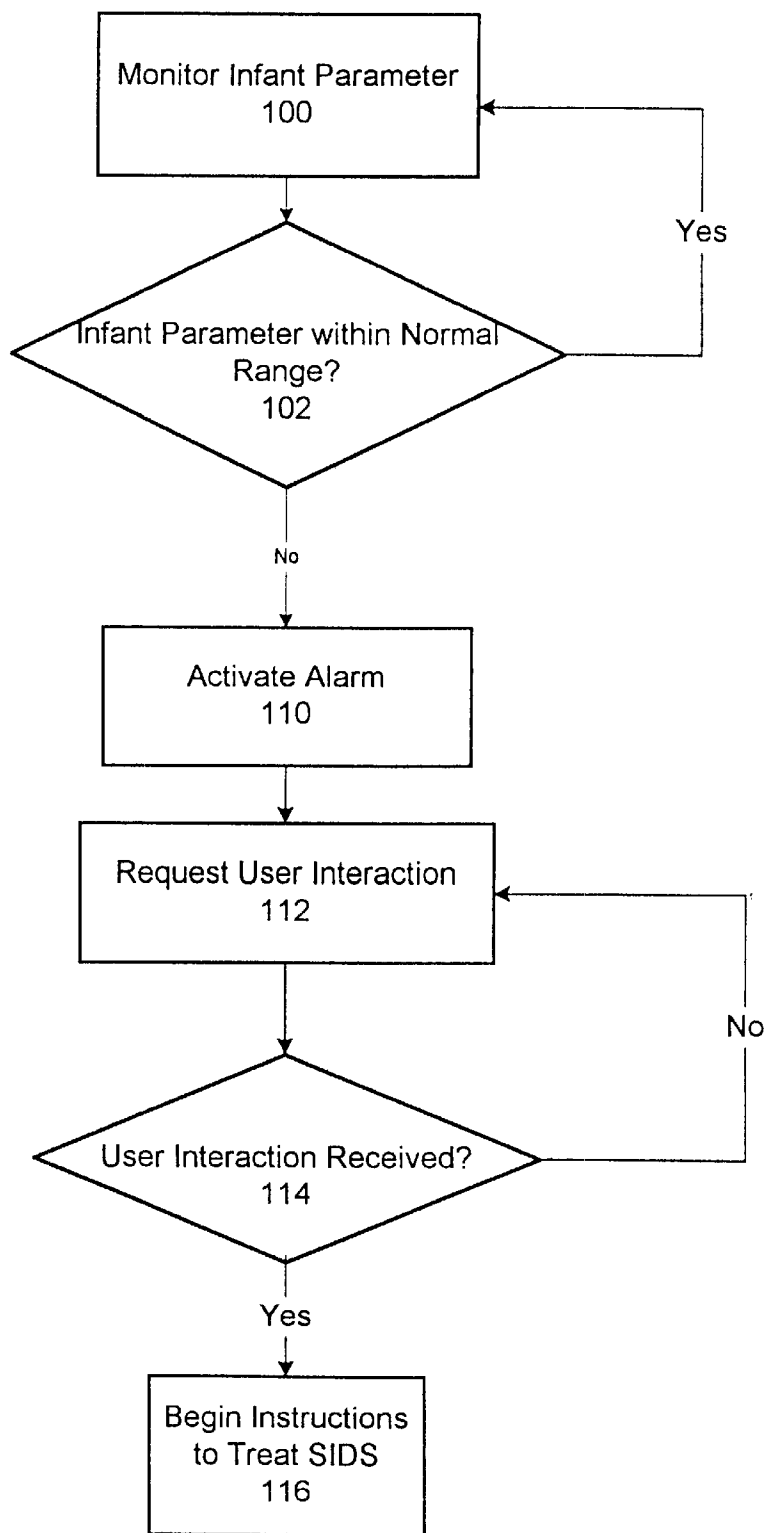 Monitor Infant Parameter
100
Yes
Infant Parameter within Normal
Range?
102
No
Activate Alarm
110
Request User Interaction
112
No
User Interaction Received?
114
Yes
Begin Instructions
to Treat SIDS
116